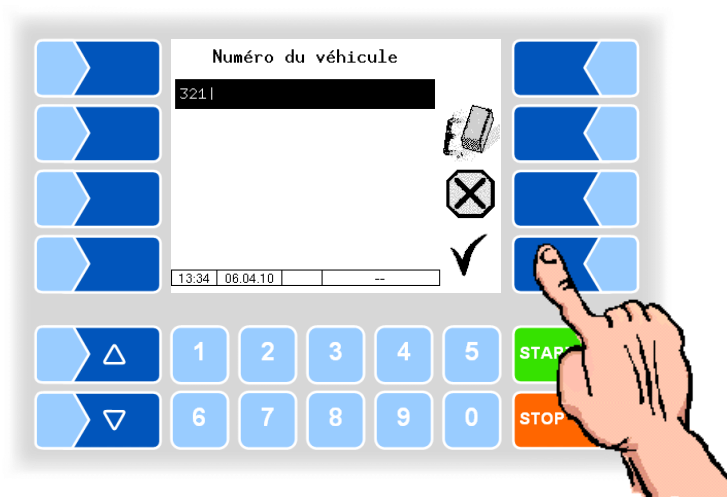 Numéro du véhicule
321|
13:34 06.04.10 --
1 2 3 4 5 START
6 7 8 9 0 STOP